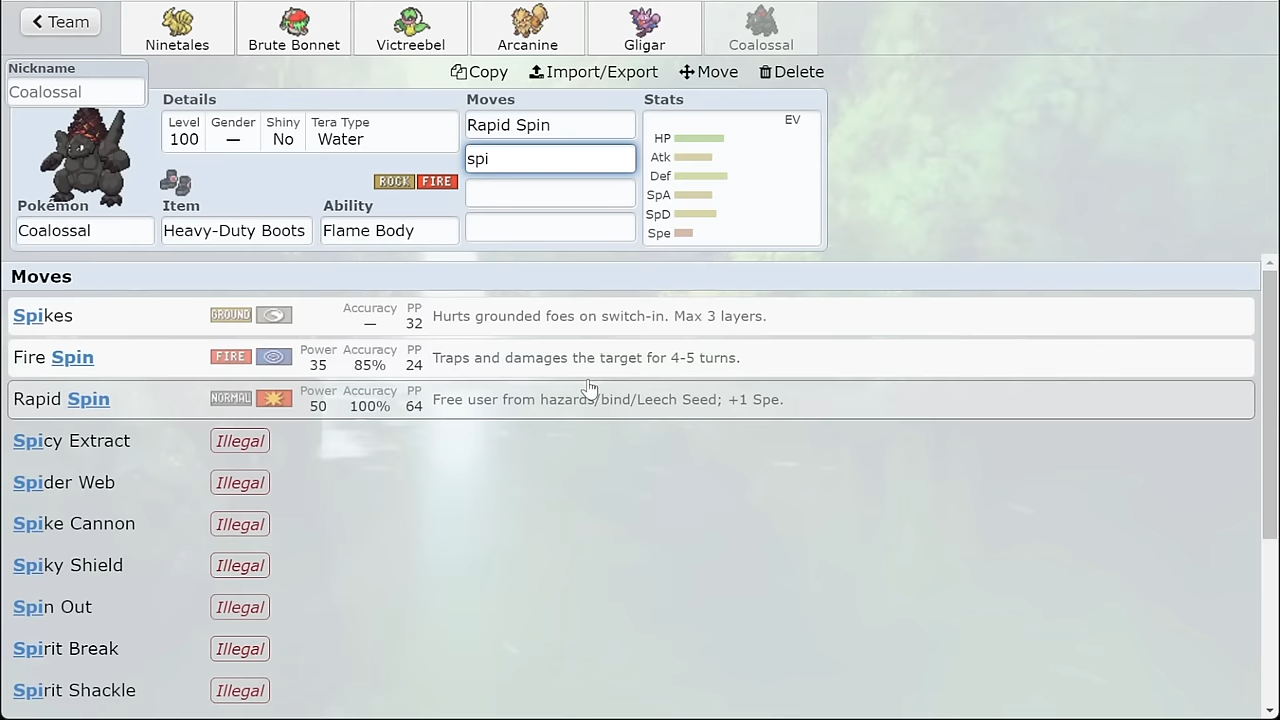 Team
Ninetales
Brute Bonnet
Victreebel
Arcanine
Gligar
Coalossal
Copy
Import/Export
Move
Delete
Nickname
Coalossal
Details
Level
100
Gender
—
Shiny
No
Tera Type
Water
ROCK FIRE
Pokémon
Coalossal
Item
Heavy-Duty Boots
Ability
Flame Body
Moves
Rapid Spin
spi
Stats
EV
HP
Atk
Def
SpA
SpD
Spe
Moves
Spikes GROUND Accuracy — PP 32 Hurts grounded foes on switch-in. Max 3 layers.
Fire Spin FIRE Power 35 Accuracy 85% PP 24 Traps and damages the target for 4-5 turns.
Rapid Spin NORMAL Power 50 Accuracy 100% PP 64 Free user from hazards/bind/Leech Seed; +1 Spe.
Spicy Extract Illegal
Spider Web Illegal
Spike Cannon Illegal
Spiky Shield Illegal
Spin Out Illegal
Spirit Break Illegal
Spirit Shackle Illegal